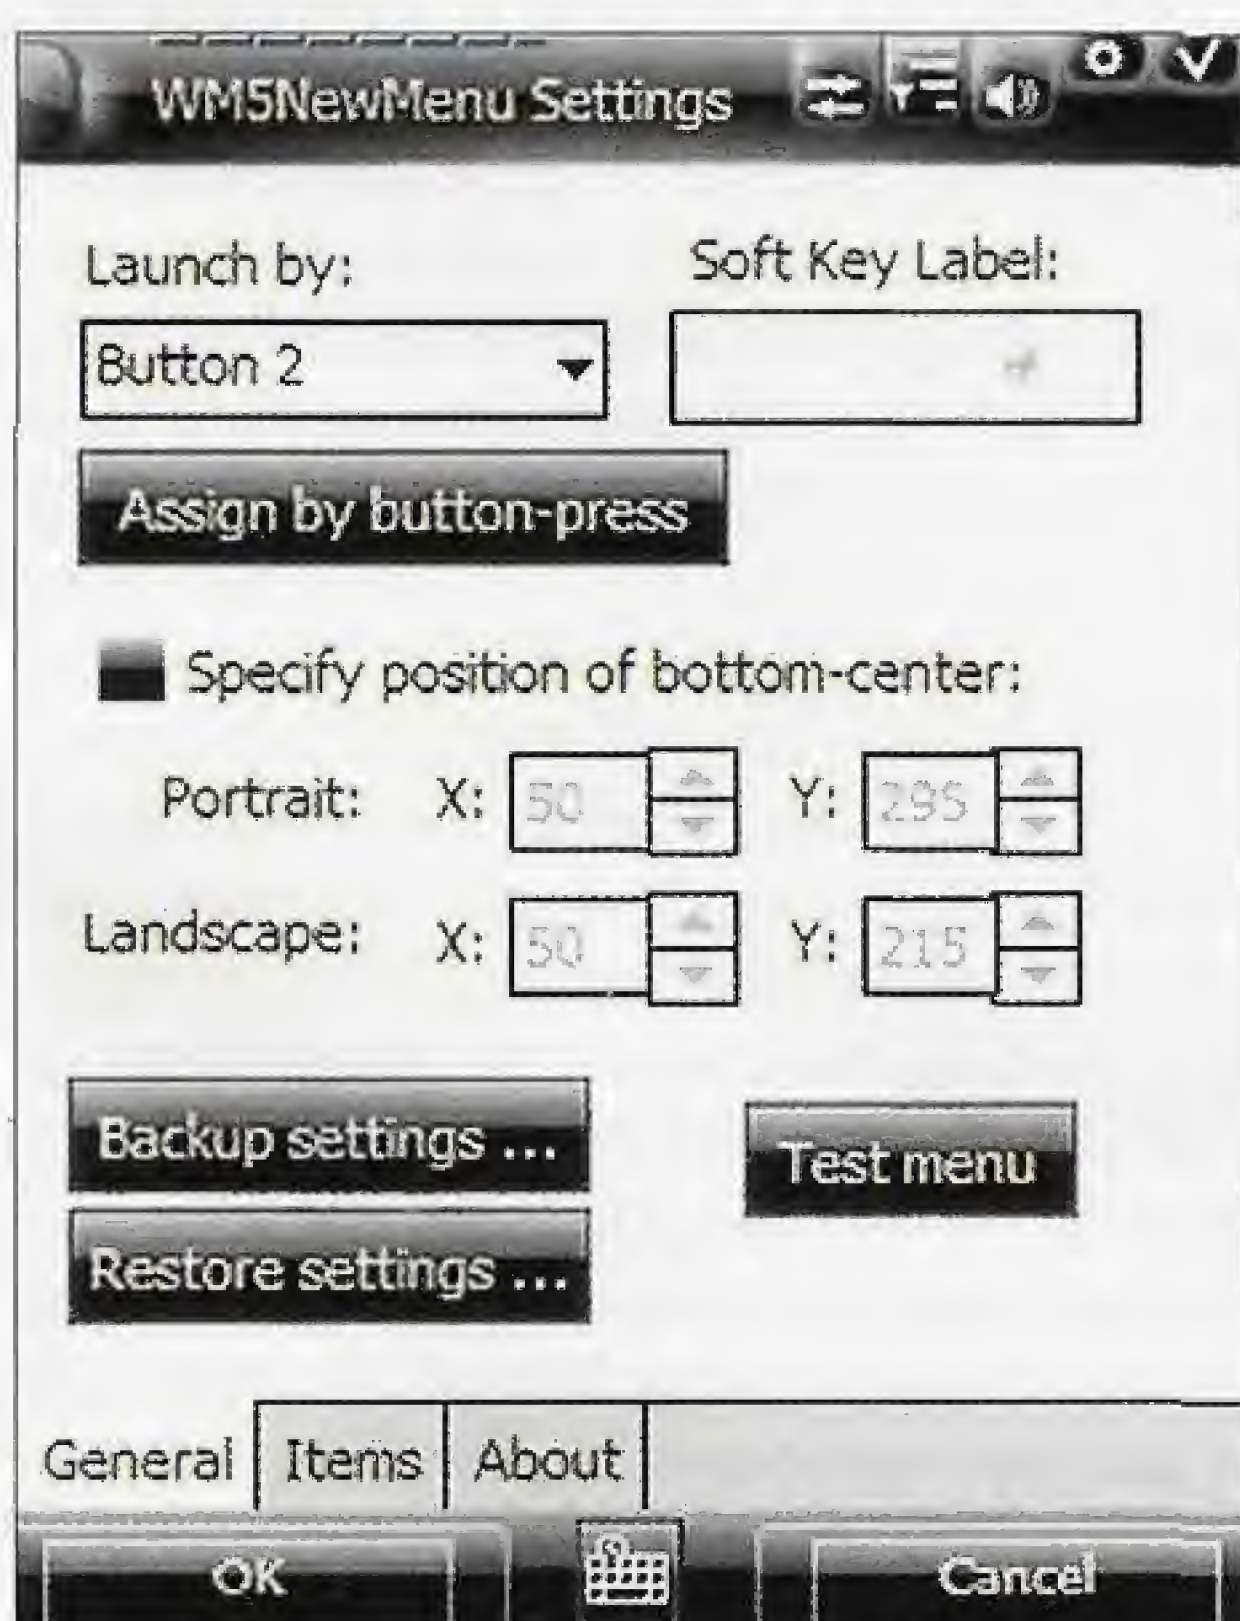 WM5NewMenu Settings
Launch by:
Soft Key Label:
Button 2
Assign by button-press
Specify position of bottom-center:
Portrait: X: 50 Y: 295
Landscape: X: 50 Y: 215
Backup settings ...
Test menu
Restore settings ...
General Items About
OK Cancel